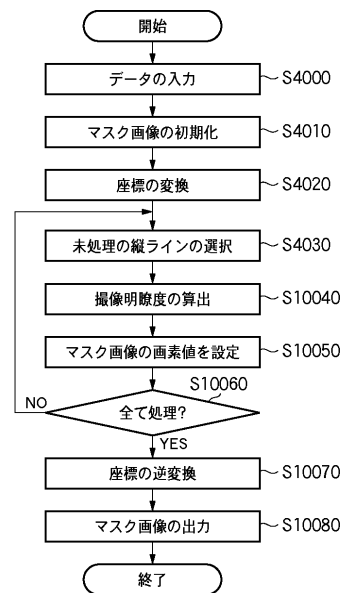 開始
データの入力 S4000
マスク画像の初期化 S4010
座標の変換 S4020
未処理の縦ラインの選択 S4030
撮像明瞭度の算出 S10040
マスク画像の画素値を設定 S10050
S10060
全て処理?
NO
YES
座標の逆変換 S10070
マスク画像の出力 S10080
終了